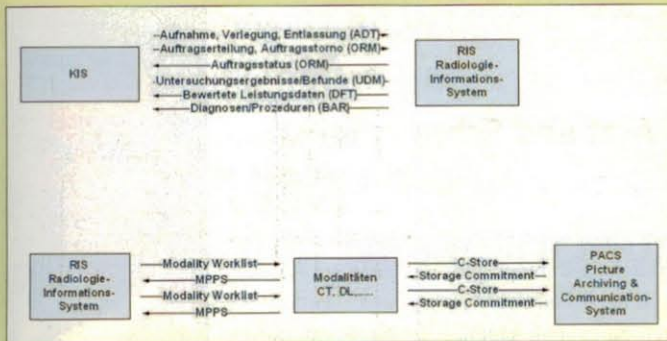 Aufnahme, Verlegung, Entlassung (ADT)
Auftragserteilung, Auftragsstorno (ORM)
Auftragsstatus (ORM)
Untersuchungsergebnisse/Befunde (UDM)
Bewertete Leistungsdaten (DFT)
Diagnosen/Prozeduren (BAR)
KIS
RIS
Radiologie-
Informations-
System
RIS
Radiologie-
Informations-
System
Modality Worklist
MPPS
Modality Worklist
MPPS
Modalitäten
CT, DL,....
C-Store
Storage Commitment
C-Store
Storage Commitment
PACS
Picture
Archiving &
Communication-
System